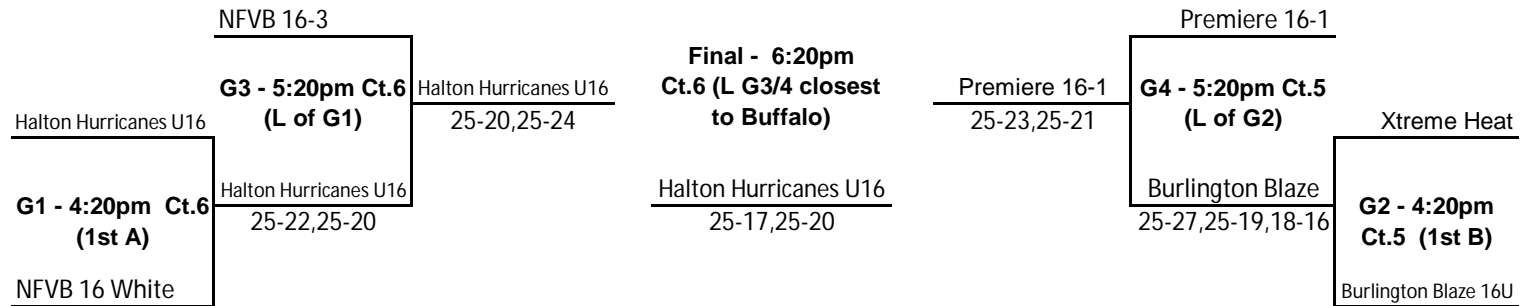 NFVB 16-3
Premiere 16-1
Final - 6:20pm
Ct.6 (L G3/4 closest
to Buffalo)
G3 - 5:20pm Ct.6
(L of G1)
Halton Hurricanes U16
25-20,25-24
Premiere 16-1
25-23,25-21
G4 - 5:20pm Ct.5
(L of G2)
Halton Hurricanes U16
Xtreme Heat
G1 - 4:20pm Ct.6
(1st A)
Halton Hurricanes U16
25-22,25-20
Halton Hurricanes U16
25-17,25-20
Burlington Blaze
25-27,25-19,18-16
G2 - 4:20pm
Ct.5 (1st B)
NFVB 16 White
Burlington Blaze 16U